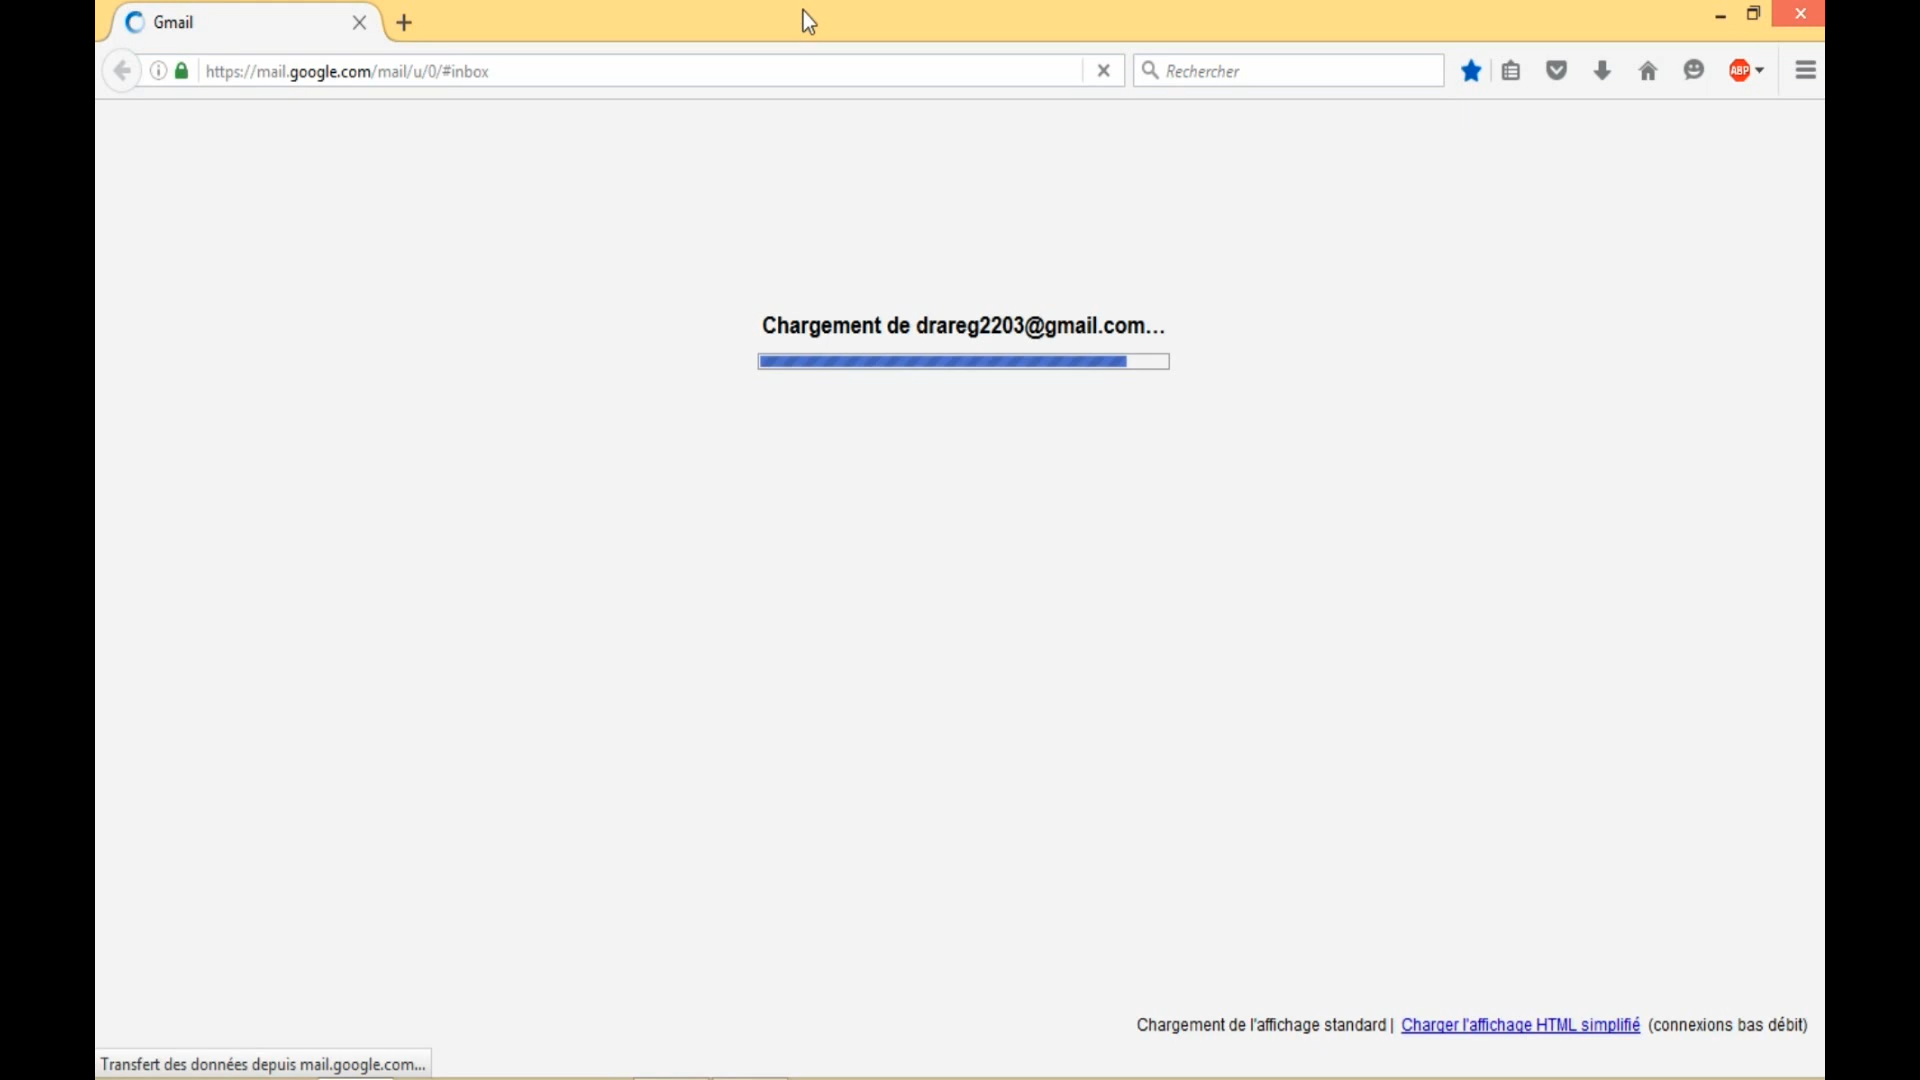 Gmail
https://mail.google.com/mail/u/0/#inbox
Rechercher
ABP
Chargement de drareg2203@gmail.com...
Chargement de l'affichage standard | Charger l'affichage HTML simplifié (connexions bas débit)
Transfert des données depuis mail.google.com...